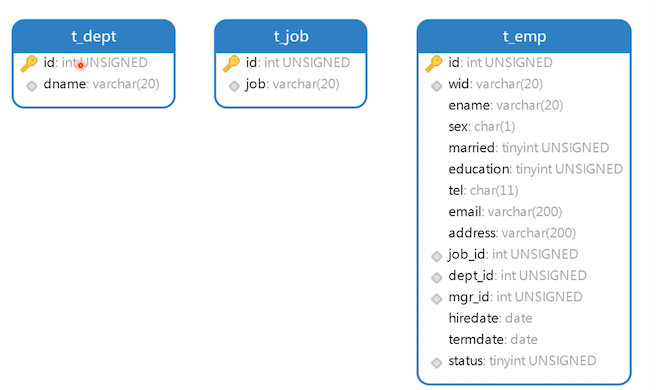 t_dept
id: int UNSIGNED
dname: varchar(20)
t_job
id: int UNSIGNED
job: varchar(20)
t_emp
id: int UNSIGNED
wid: varchar(20)
ename: varchar(20)
sex: char(1)
married: tinyint UNSIGNED
education: tinyint UNSIGNED
tel: char(11)
email: varchar(200)
address: varchar(200)
job_id: int UNSIGNED
dept_id: int UNSIGNED
mgr_id: int UNSIGNED
hiredate: date
termdate: date
status: tinyint UNSIGNED